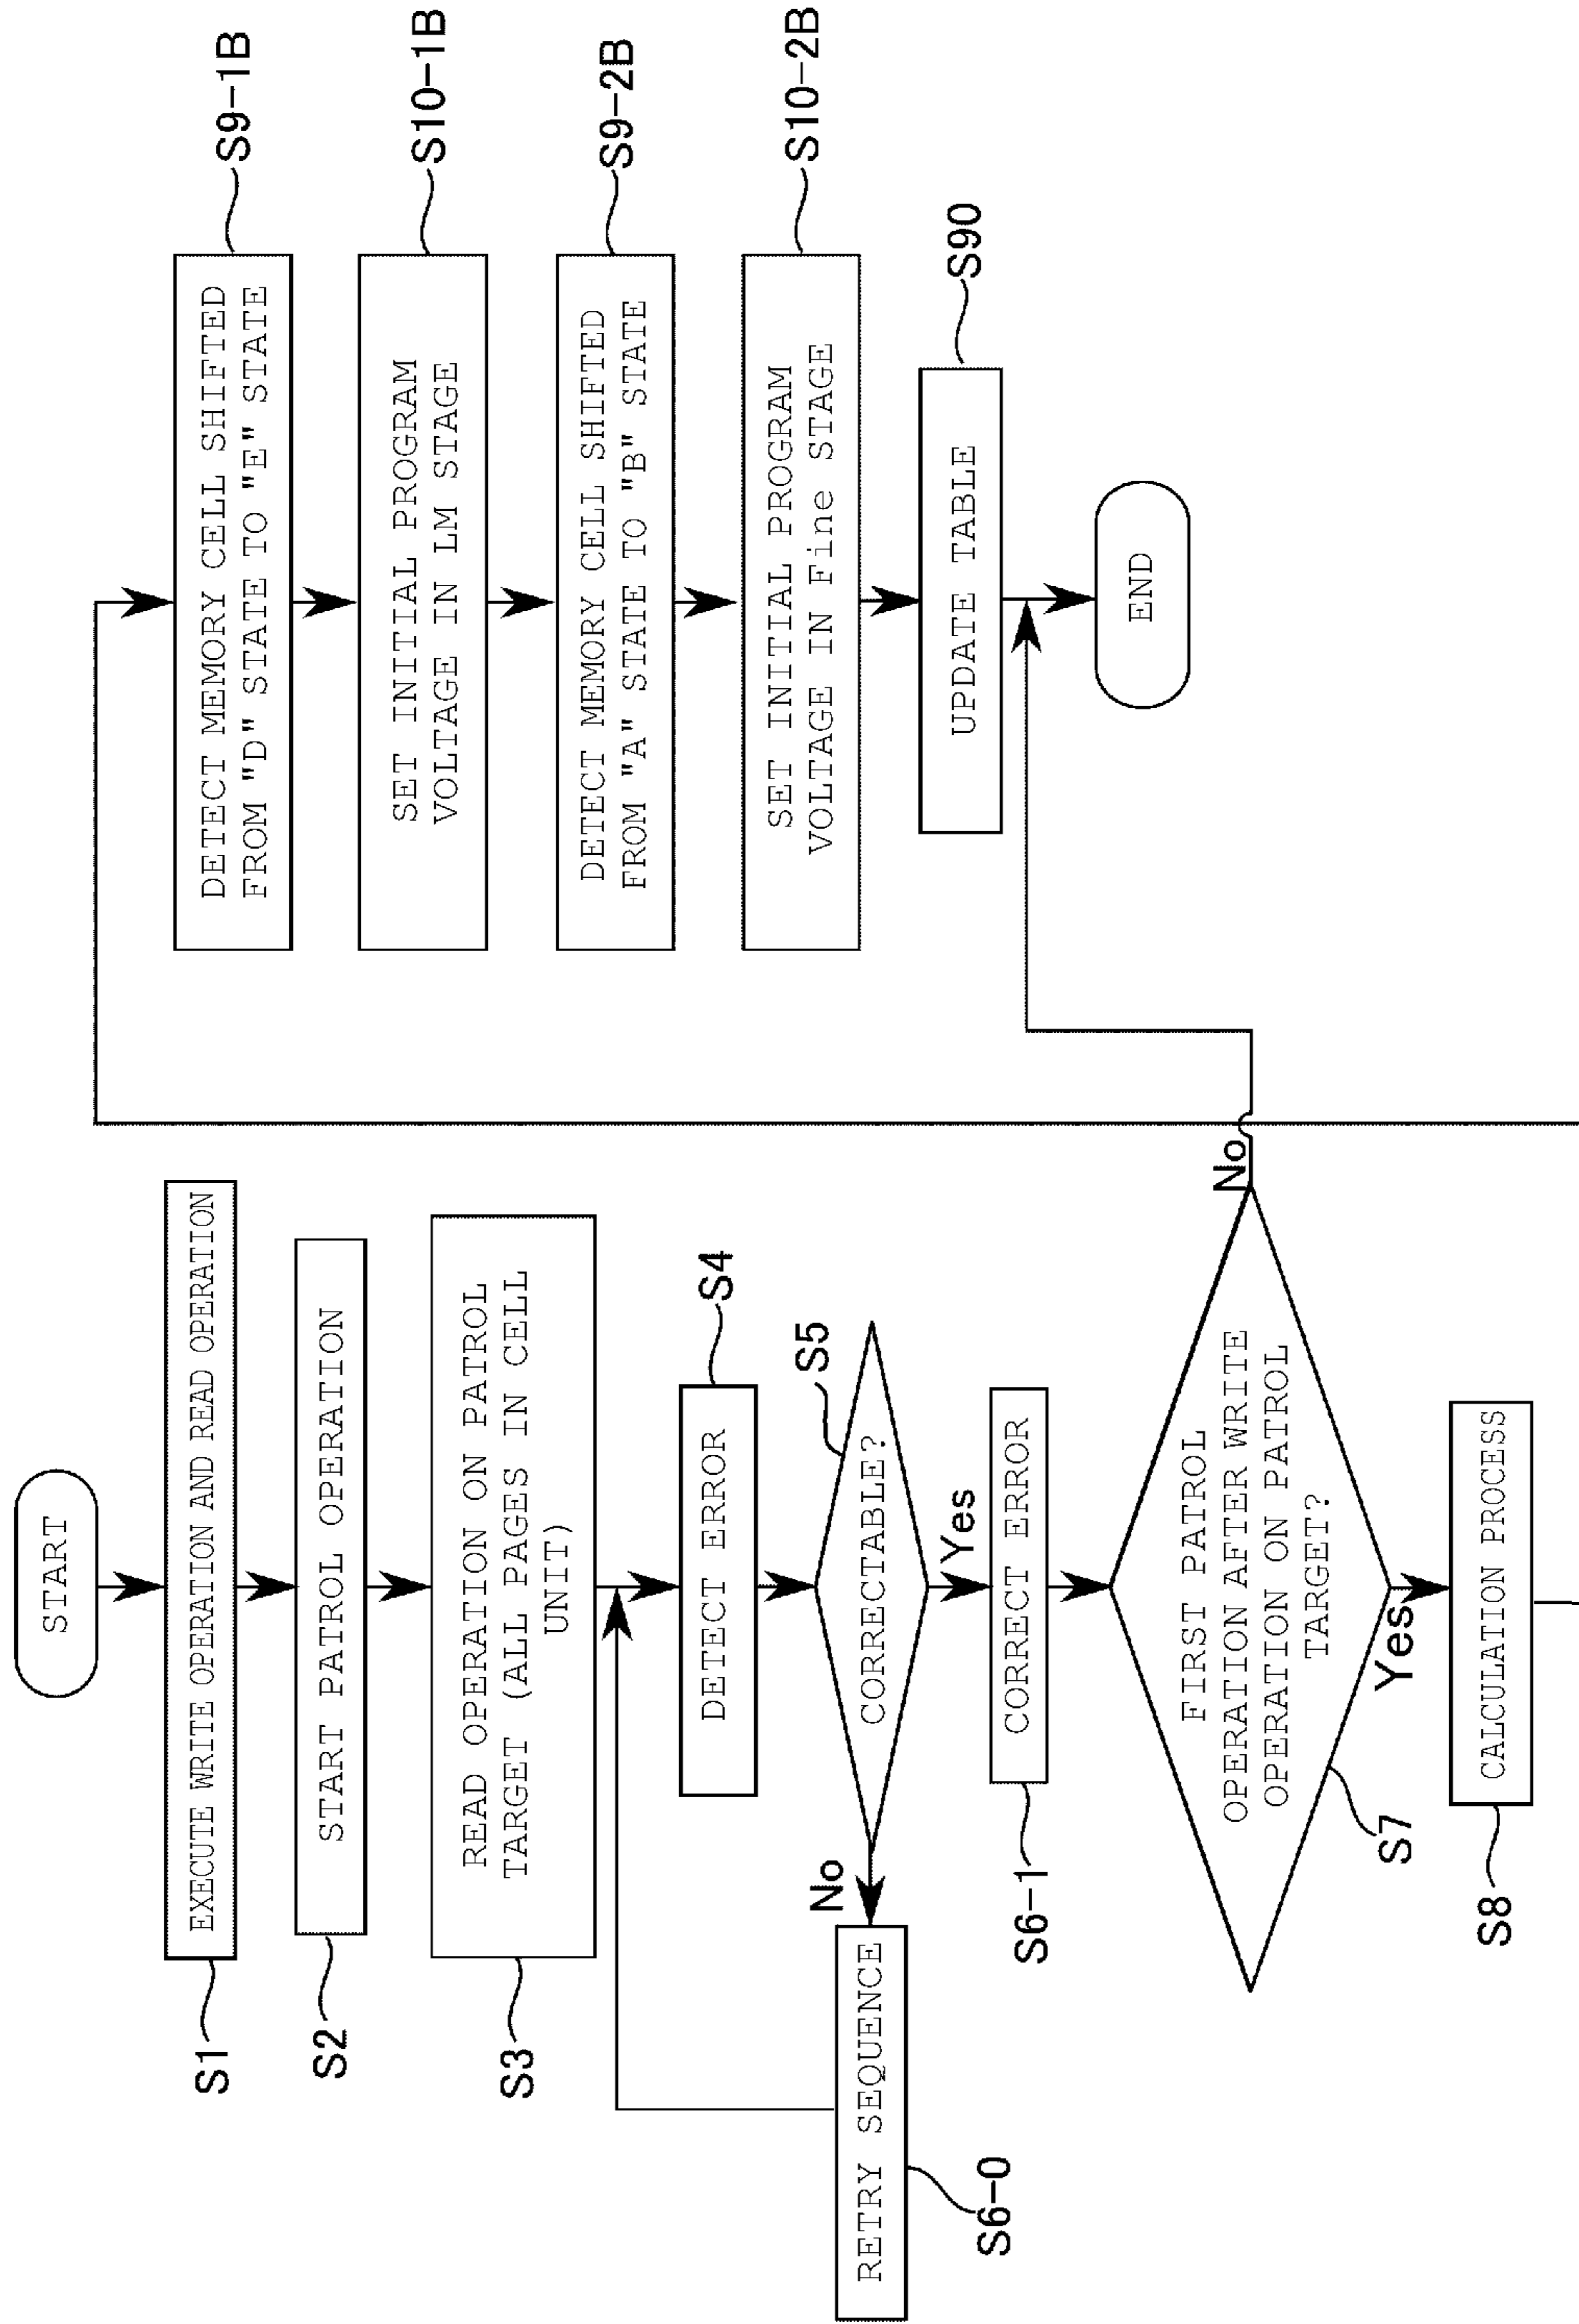 START
EXECUTE WRITE OPERATION AND READ OPERATION
S1
START PATROL OPERATION
S2
READ OPERATION ON PATROL
TARGET (ALL PAGES IN CELL
UNIT)
S3
DETECT ERROR
S4
CORRECTABLE?
S5
No
RETRY SEQUENCE
S6-0
Yes
CORRECT ERROR
S6-1
FIRST PATROL
OPERATION AFTER WRITE
OPERATION ON PATROL
TARGET?
S7
No
Yes
CALCULATION PROCESS
S8
DETECT MEMORY CELL SHIFTED
FROM "D" STATE TO "E" STATE
S9-1B
SET INITIAL PROGRAM
VOLTAGE IN LM STAGE
S10-1B
DETECT MEMORY CELL SHIFTED
FROM "A" STATE TO "B" STATE
S9-2B
SET INITIAL PROGRAM
VOLTAGE IN Fine STAGE
S10-2B
UPDATE TABLE
S90
END